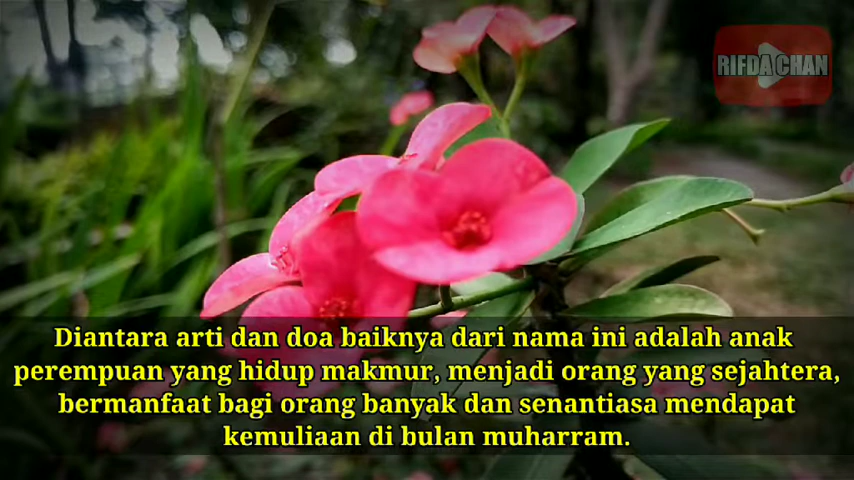 RIFDA CHAN
Diantara arti dan doa baiknya dari nama ini adalah anak
perempuan yang hidup makmur, menjadi orang yang sejahtera,
bermanfaat bagi orang banyak dan senantiasa mendapat
kemuliaan di bulan muharram.